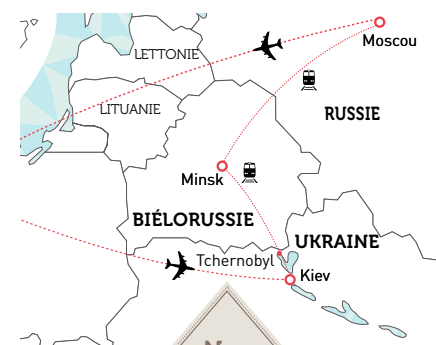 Moscou
LETTONIE
LITUANIE
RUSSIE
Minsk
BIÉLORUSSIE
UKRAINE
Tchernobyl
Kiev